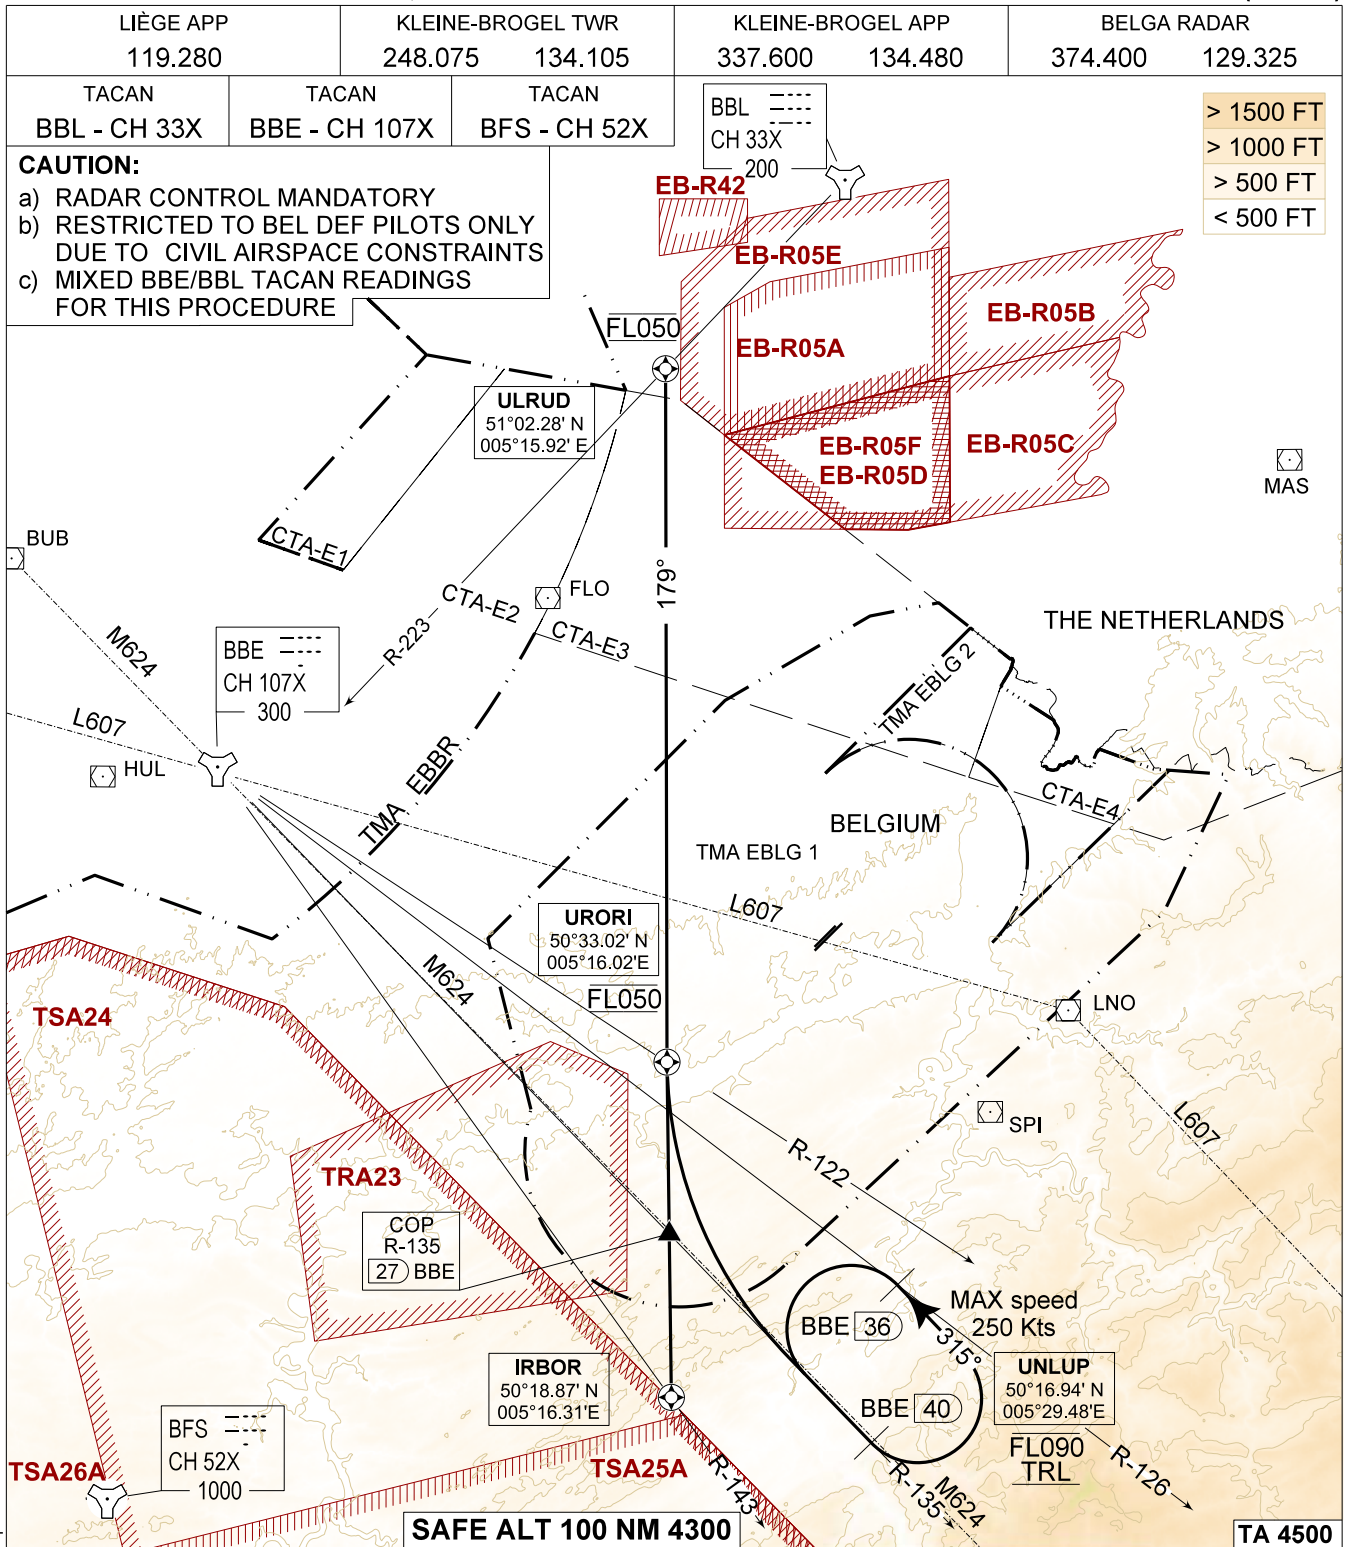 LIÈGE APP
119.280
KLEINE-BROGEL TWR
248.075 134.105
KLEINE-BROGEL APP
337.600 134.480
BELGA RADAR
374.400 129.325
TACAN
BBL - CH 33X
TACAN
BBE - CH 107X
TACAN
BFS - CH 52X
CAUTION:
a) RADAR CONTROL MANDATORY
b) RESTRICTED TO BEL DEF PILOTS ONLY
DUE TO CIVIL AIRSPACE CONSTRAINTS
c) MIXED BBE/BBL TACAN READINGS
FOR THIS PROCEDURE
BBL
CH 33X
200
> 1500 FT
> 1000 FT
> 500 FT
< 500 FT
EB-R42
EB-R05E
EB-R05B
EB-R05A
FL050
ULRUD
51°02.28' N
005°15.92' E
EB-R05F
EB-R05D
EB-R05C
MAS
CTA-E1
BUB
179°
FLO
CTA-E2
CTA-E3
R-223
THE NETHERLANDS
M624
BBE
CH 107X
300
TMA EBLG 2
L607
HUL
TMA EBBR
CTA-E4
BELGIUM
TMA EBLG 1
L607
URORI
50°33.02' N
005°16.02'E
FL050
M624
TSA24
LNO
SPI
L607
R-122
TRA23
COP
R-135
27 BBE
MAX speed
250 Kts
BBE 36
315°
IRBOR
50°18.87' N
005°16.31'E
UNLUP
50°16.94' N
005°29.48'E
BBE 40
FL090
TRL
BFS
CH 52X
1000
TSA26A
TSA25A
R-143
R-135
M624
R-126
SAFE ALT 100 NM 4300
TA 4500